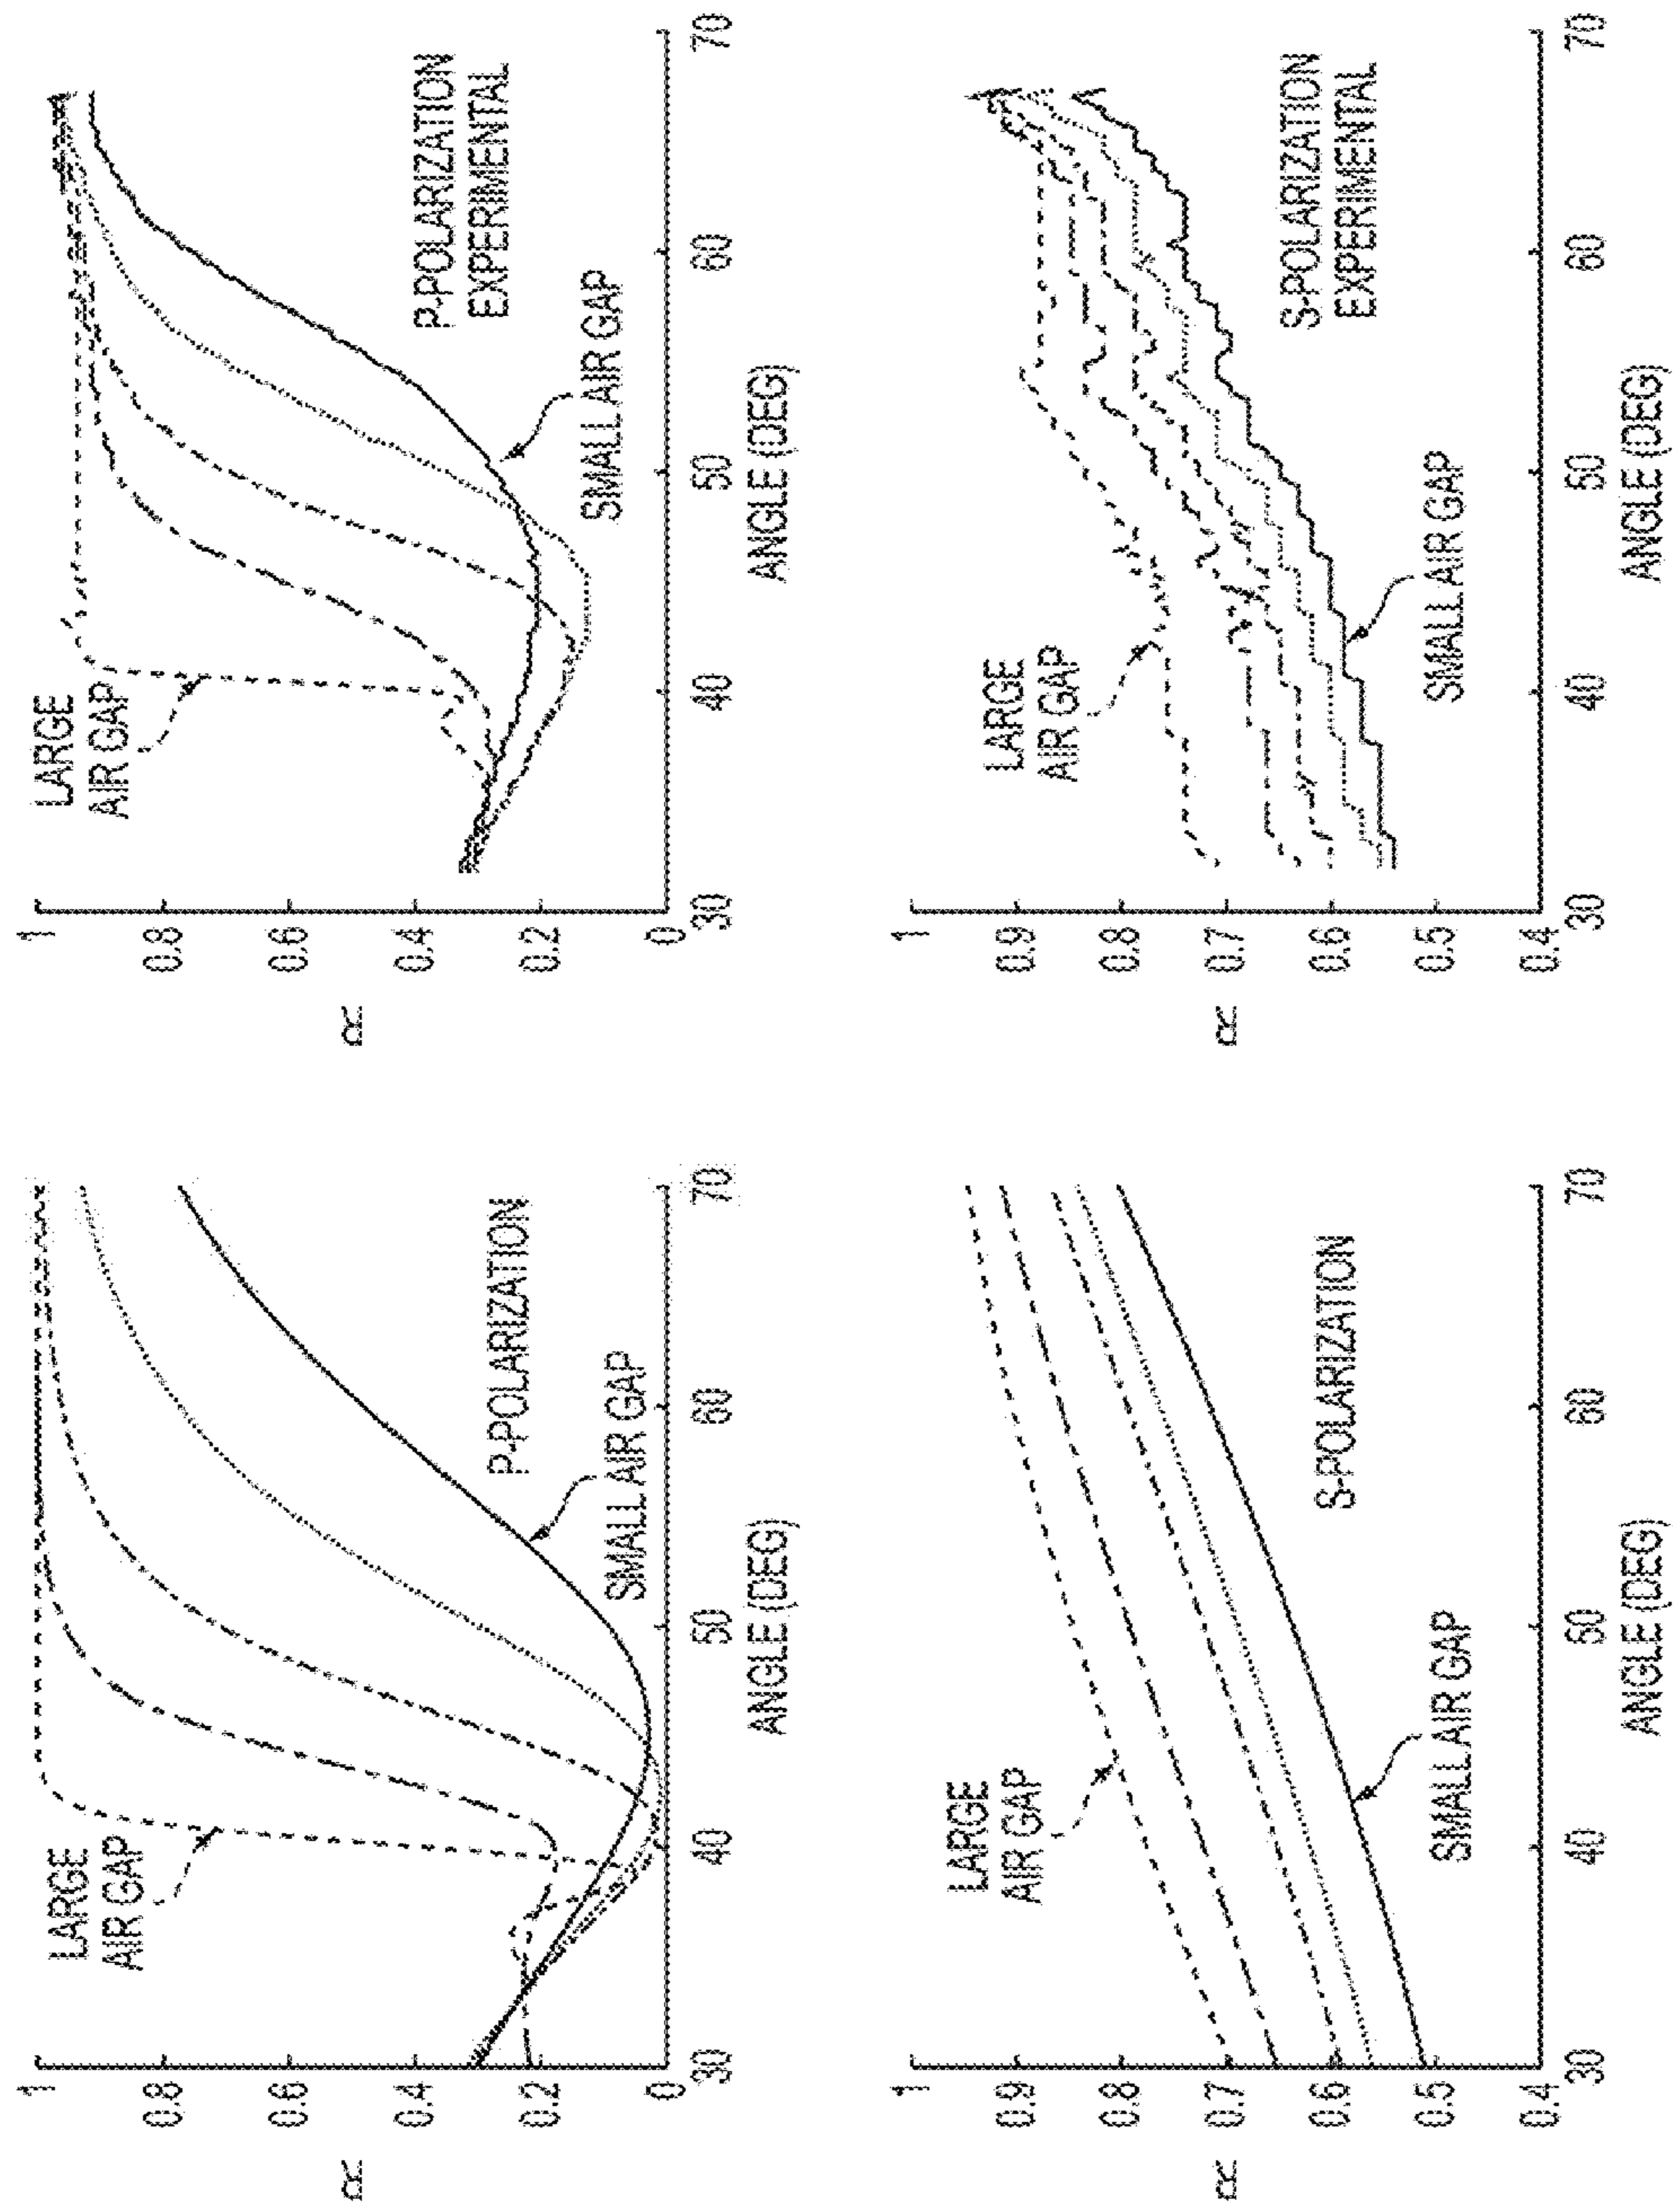 1
0.8
0.6
0.4
0.2
0
R
30
40
50
60
70
ANGLE (DEG)
LARGE
AIR GAP
P-POLARIZATION
SMALL AIR GAP
1
0.8
0.6
0.4
0.2
0
R
30
40
50
60
70
ANGLE (DEG)
LARGE
AIR GAP
P-POLARIZATION
EXPERIMENTAL
SMALL AIR GAP
1
0.9
0.8
0.7
0.6
0.5
0.4
R
30
40
50
60
70
ANGLE (DEG)
LARGE
AIR GAP
S-POLARIZATION
SMALL AIR GAP
1
0.9
0.8
0.7
0.6
0.5
0.4
R
30
40
50
60
70
ANGLE (DEG)
LARGE
AIR GAP
S-POLARIZATION
EXPERIMENTAL
SMALL AIR GAP